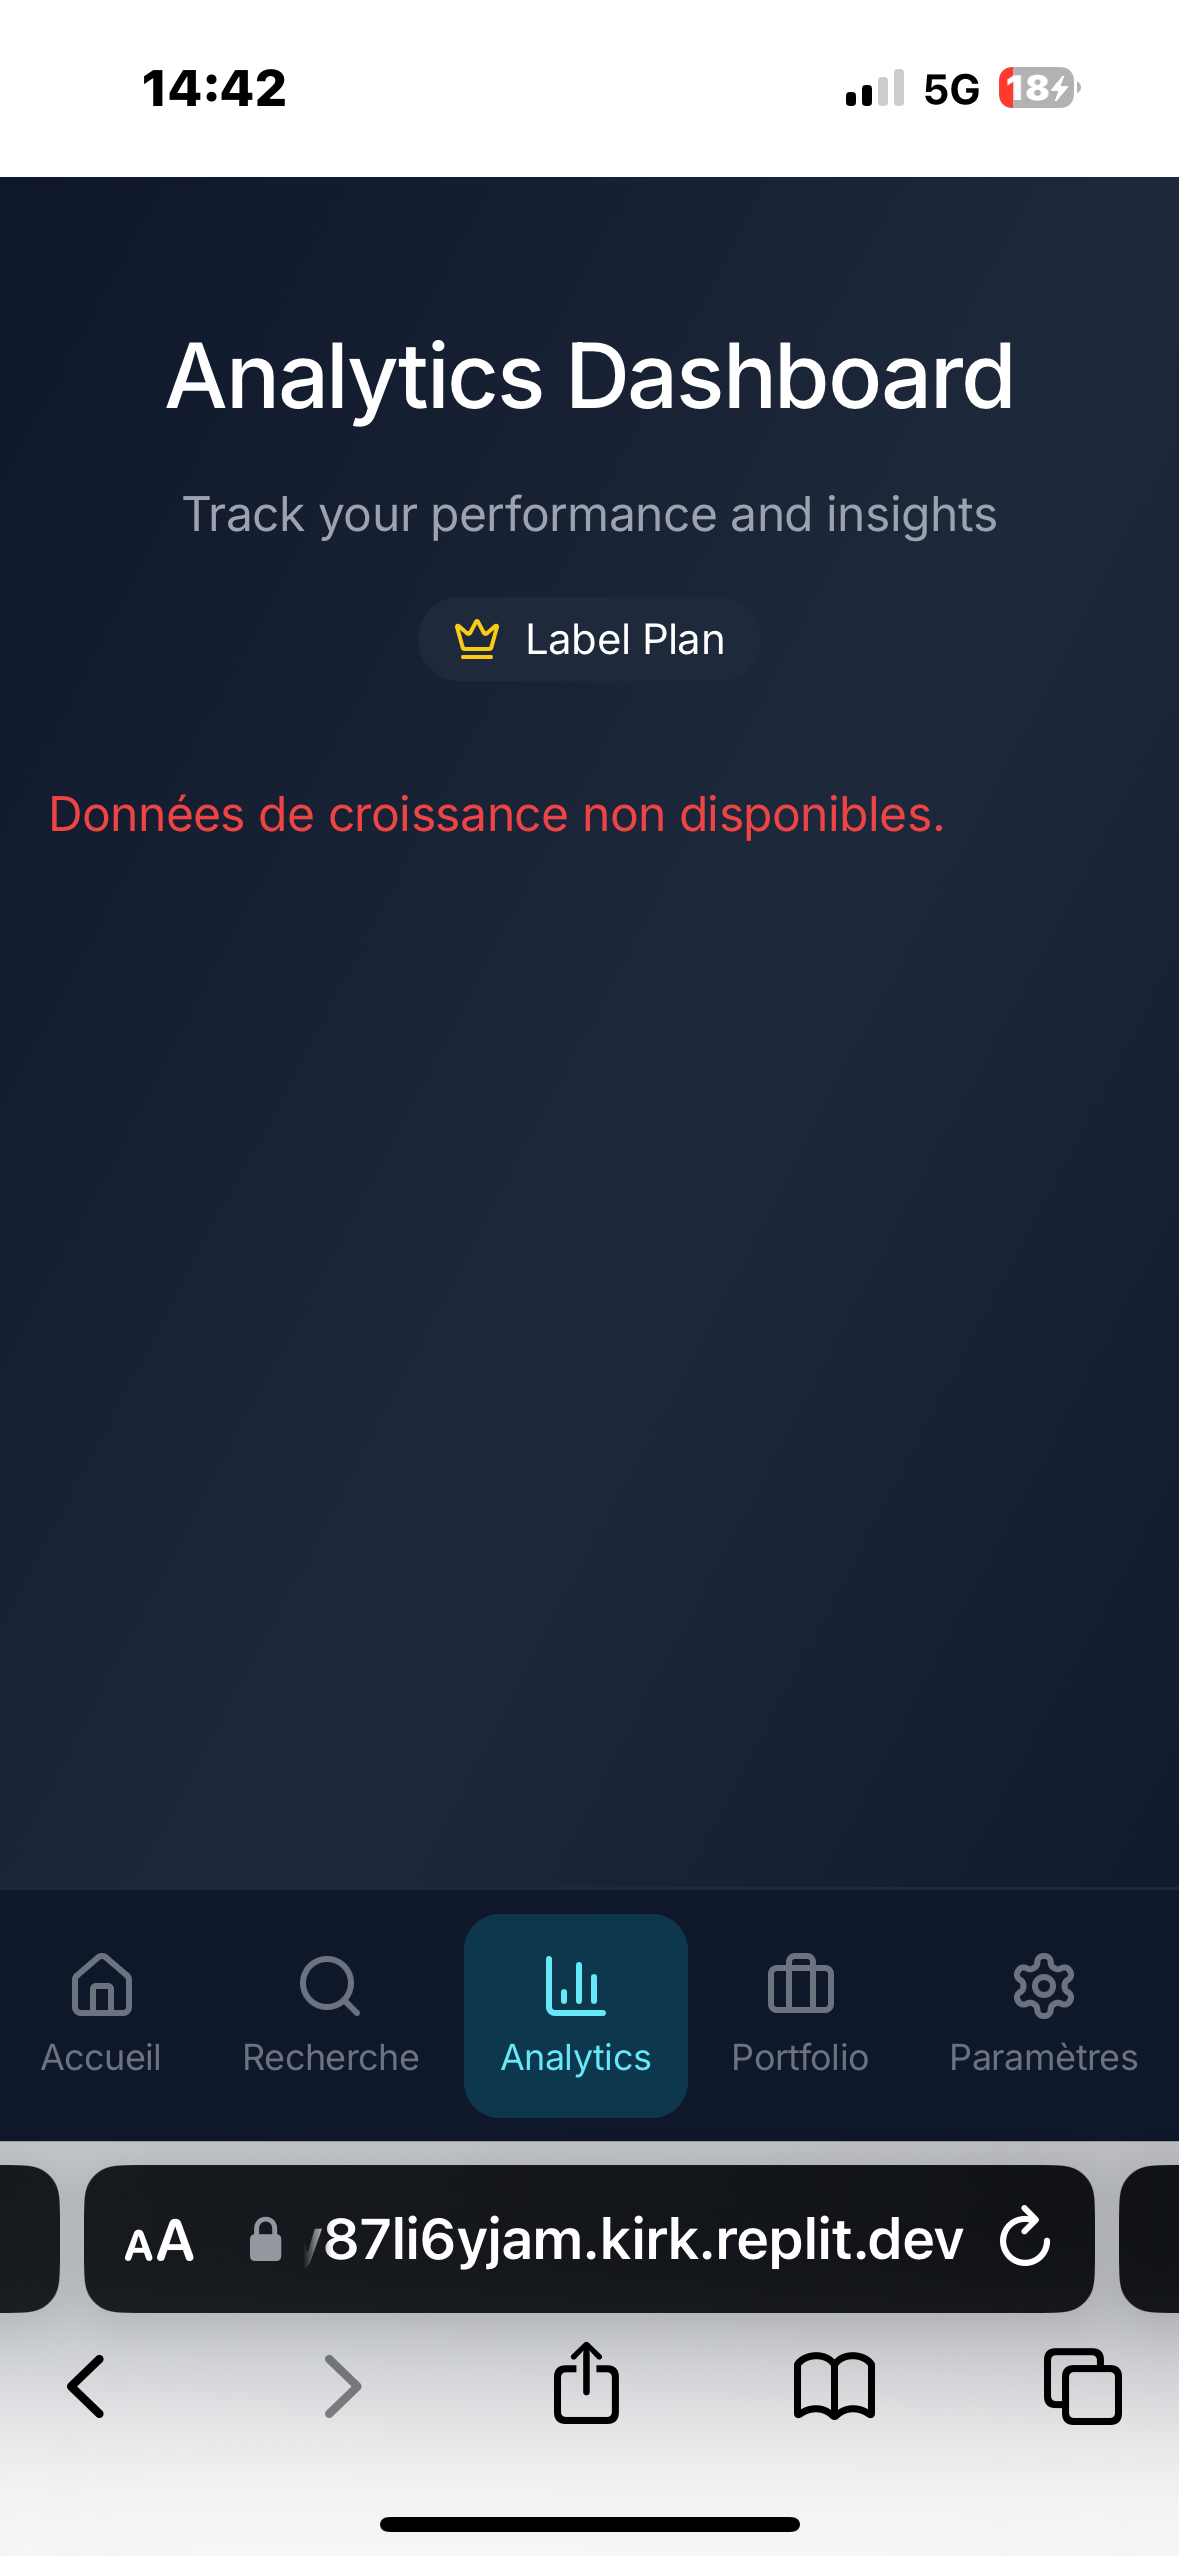 14:42
5G
18
Analytics Dashboard
Track your performance and insights
Label Plan
Données de croissance non disponibles.
Accueil
Recherche
Analytics
Portfolio
Paramètres
AA
87li6yjam.kirk.replit.dev